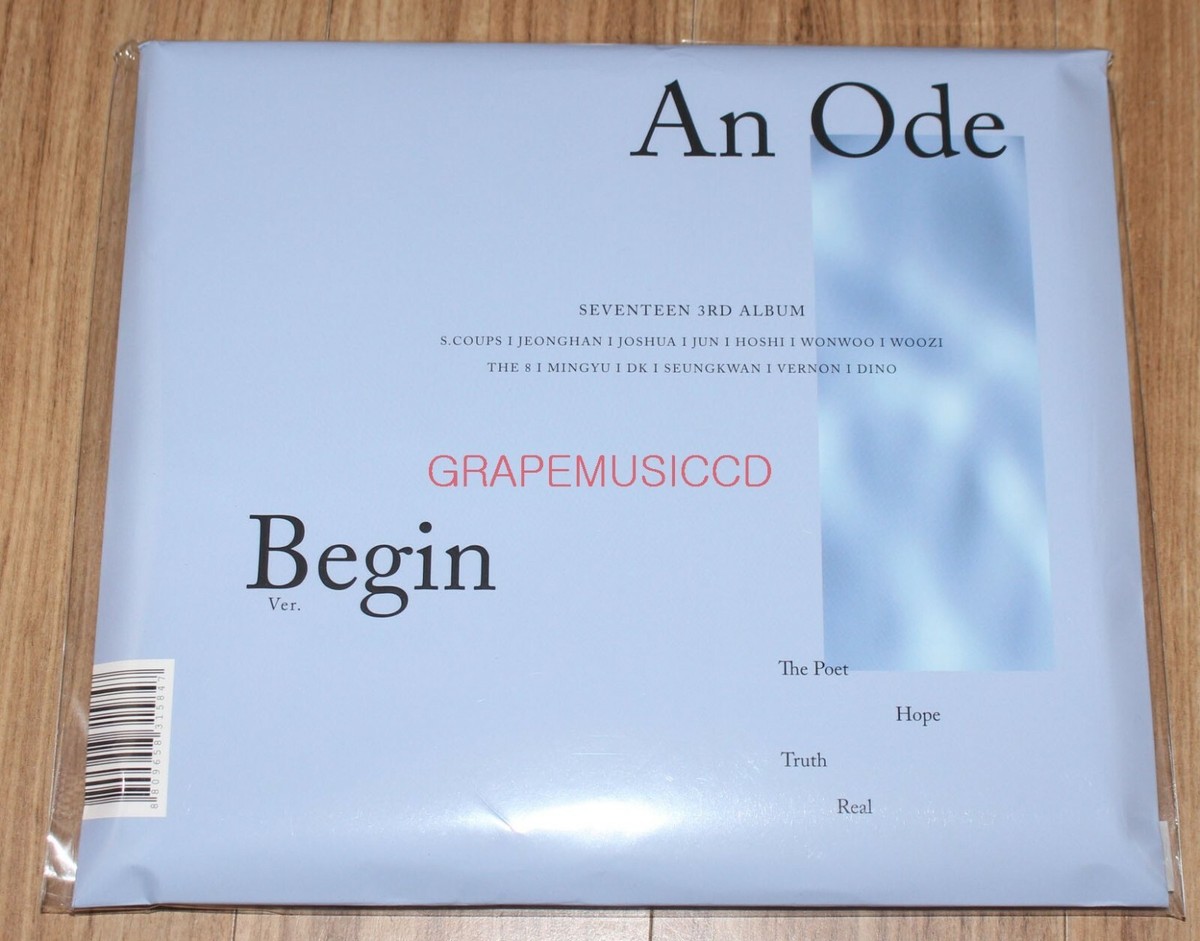 An Ode
SEVENTEEN 3RD ALBUM
S.COUPS I JEONGHAN I JOSHUA I JUN I HOSHI I WONWOO I WOOZI
THE 8 I MINGYU I DK I SEUNGKWAN I VERNON I DINO
GRAPEMUSICCD
Begin
Ver.
The Poet
Hope
Truth
Real
8809658315847